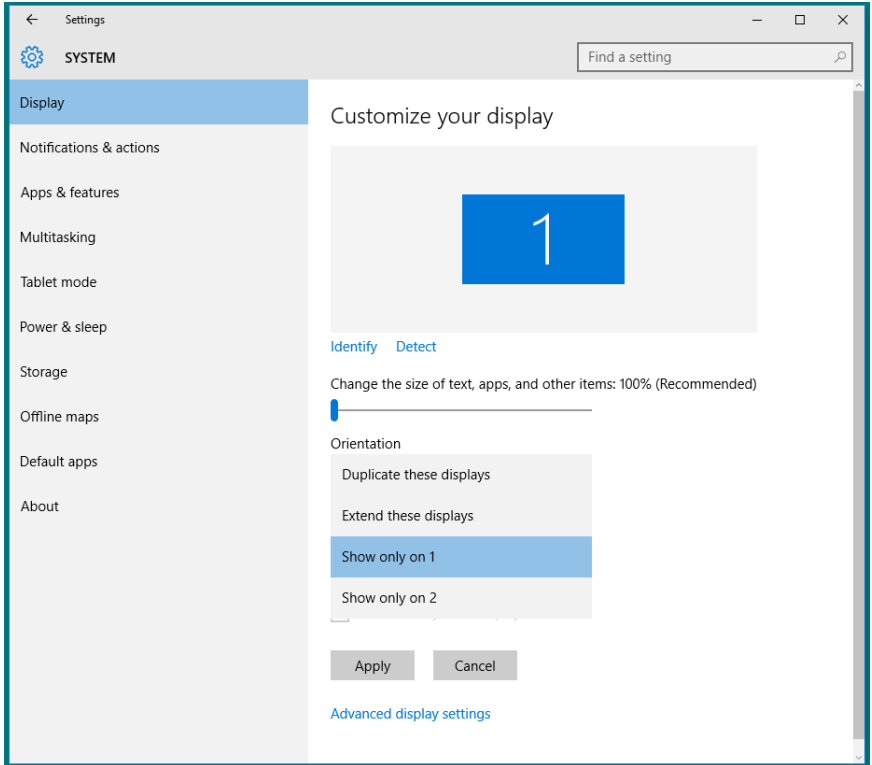 Settings
SYSTEM
Find a setting
Display
Notifications & actions
Apps & features
Multitasking
Tablet mode
Power & sleep
Storage
Offline maps
Default apps
About
Customize your display
1
Identify Detect
Change the size of text, apps, and other items: 100% (Recommended)
Orientation
Duplicate these displays
Extend these displays
Show only on 1
Show only on 2
Apply Cancel
Advanced display settings